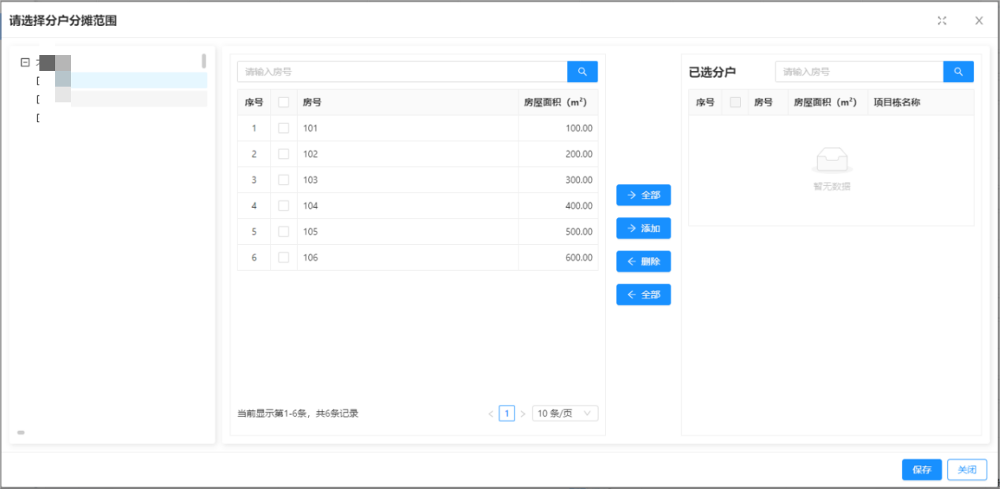 请选择分户分摊范围
请输入房号
序号 房号 房屋面积（m²）
1 101 100.00
2 102 200.00
3 103 300.00
4 104 400.00
5 105 500.00
6 106 600.00
当前显示第1-6条，共6条记录
1
10 条/页
全部
添加
删除
全部
已选分户
请输入房号
序号 房号 房屋面积（m²） 项目栋名称
暂无数据
保存 关闭